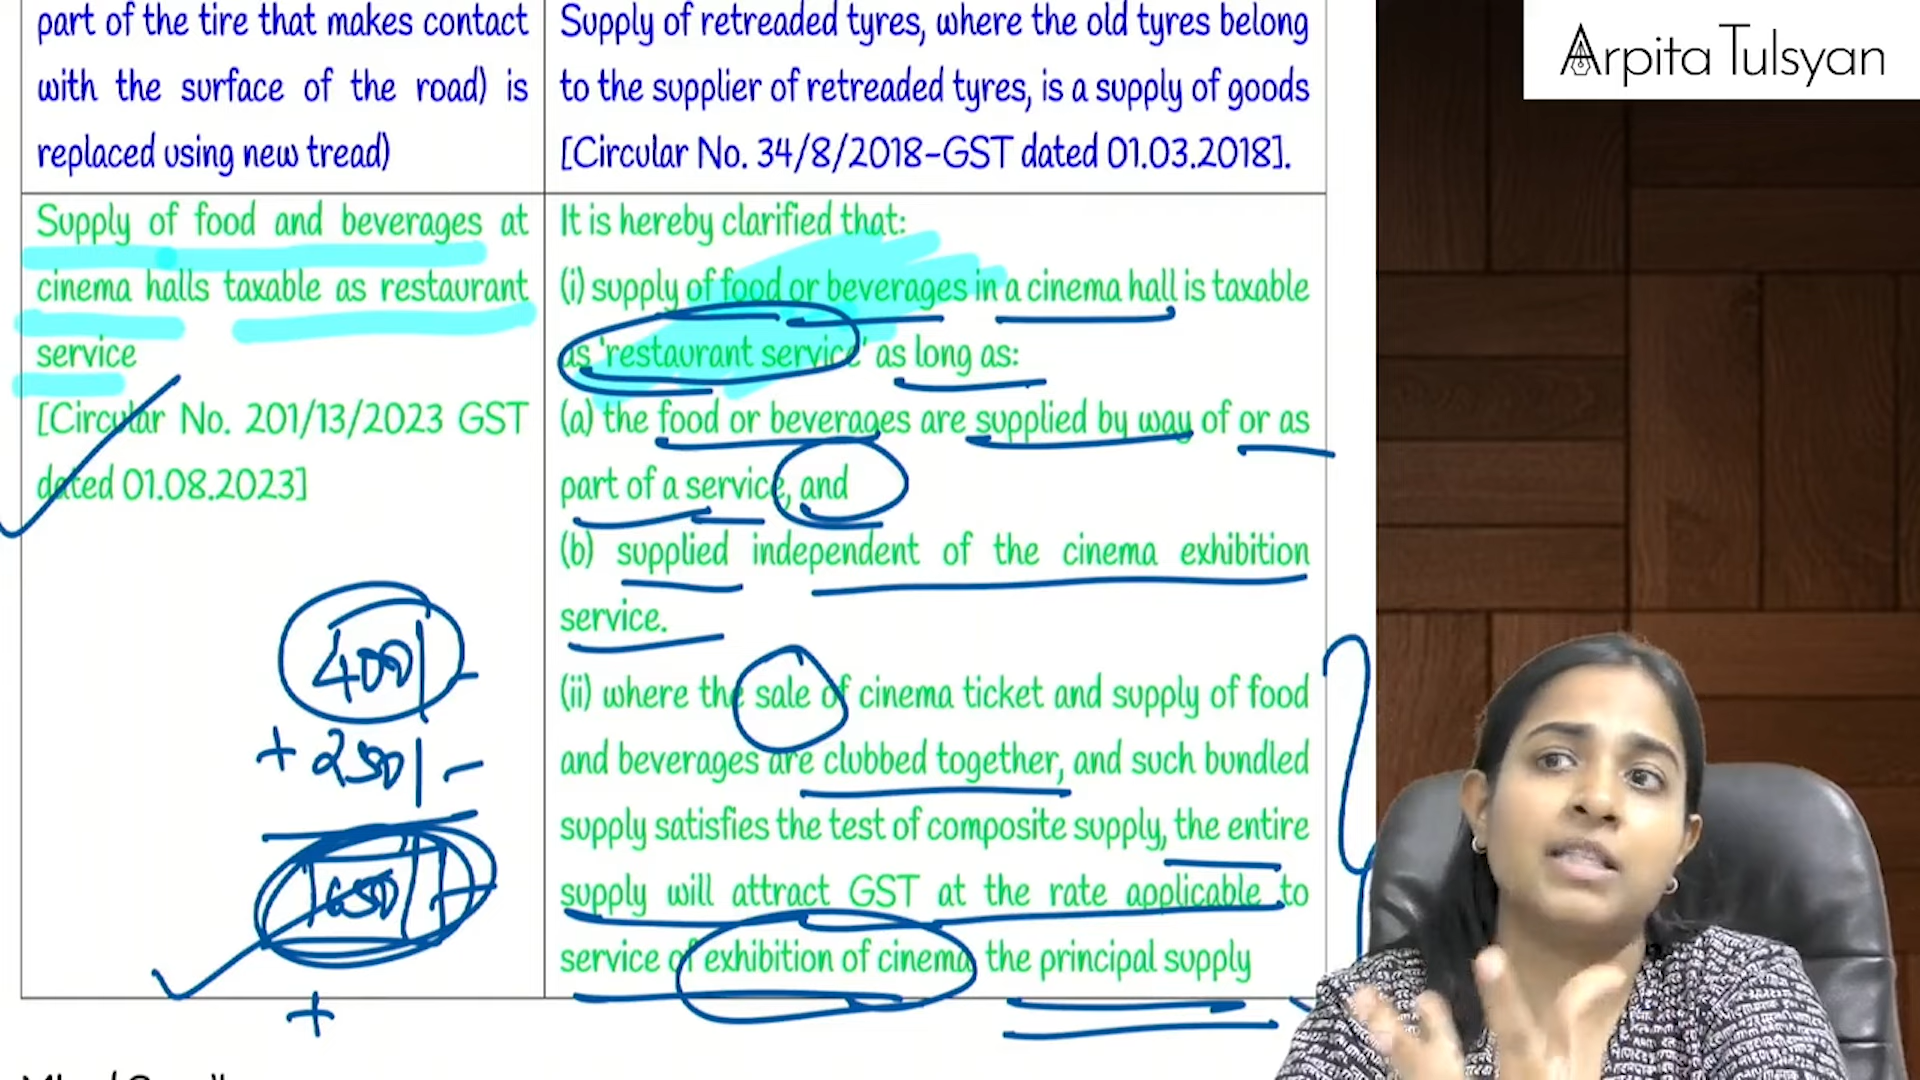 part of the tire that makes contact
with the surface of the road) is
replaced using new tread)
Supply of retreaded tyres, where the old tyres belong
to the supplier of retreaded tyres, is a supply of goods
[Circular No. 34/8/2018-GST dated 01.03.2018].
Arpita Tulsyan
Supply of food and beverages at
cinema halls taxable as restaurant
service
[Circular No. 201/13/2023 GST
dated 01.08.2023]
400/-
+ 250/-
650/-
+
It is hereby clarified that:
(i) supply of food or beverages in a cinema hall is taxable
as 'restaurant service' as long as:
(a) the food or beverages are supplied by way of or as
part of a service, and
(b) supplied independent of the cinema exhibition
service.
(ii) where the sale of cinema ticket and supply of food
and beverages are clubbed together, and such bundled
supply satisfies the test of composite supply, the entire
supply will attract GST at the rate applicable to
service of exhibition of cinema, the principal supply